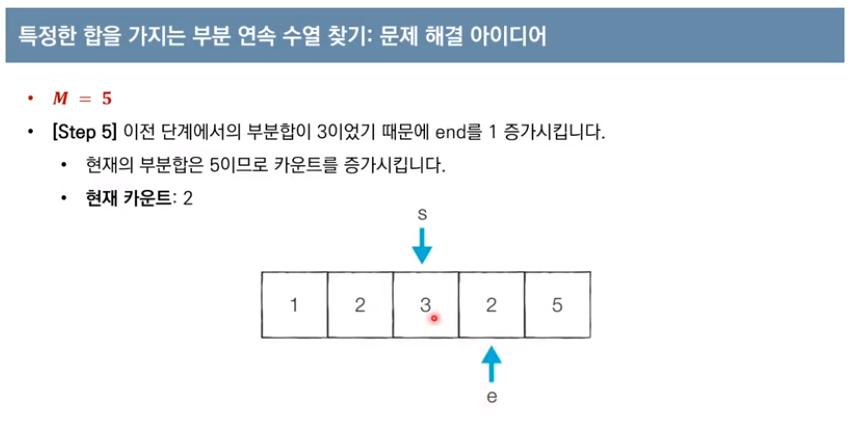 특정한 합을 가지는 부분 연속 수열 찾기: 문제 해결 아이디어
• M = 5
• [Step 5] 이전 단계에서의 부분합이 3이었기 때문에 end를 1 증가시킵니다.
• 현재의 부분합은 5이므로 카운트를 증가시킵니다.
• 현재 카운트: 2
s
1 2 3 2 5
e